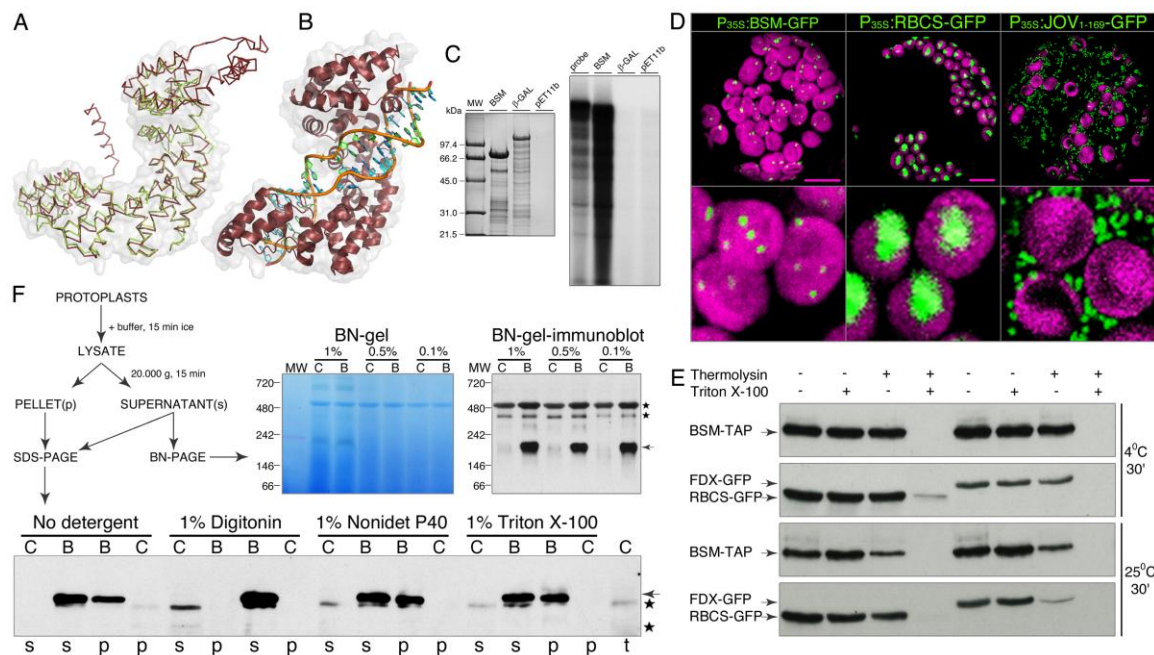 A
B
C
MW BSM β-GAL pET11b
kDa
97.4
66.2
45.0
31.0
21.5
probe BSM β-GAL pET11b
D
P35S:BSM-GFP P35S:RBCS-GFP P35S:JOV1-169-GFP
E
Thermolysin - - + + - - + +
Triton X-100 - + - + - + - +
BSM-TAP
FDX-GFP
RBCS-GFP
4⁰C
30'
BSM-TAP
FDX-GFP
RBCS-GFP
25⁰C
30'
F
PROTOPLASTS
+ buffer, 15 min ice
LYSATE
20.000 g, 15 min
PELLET(p) SUPERNATANT(s)
SDS-PAGE BN-PAGE
BN-gel
1% 0.5% 0.1%
MW C B C B C B
720
480
242
146
66
BN-gel-immunoblot
1% 0.5% 0.1%
MW C B C B C B
720
480
242
146
66
No detergent 1% Digitonin 1% Nonidet P40 1% Triton X-100
C B B C C B B C C B B C C B B C C
s s p p s p s p s s p p s s p p t